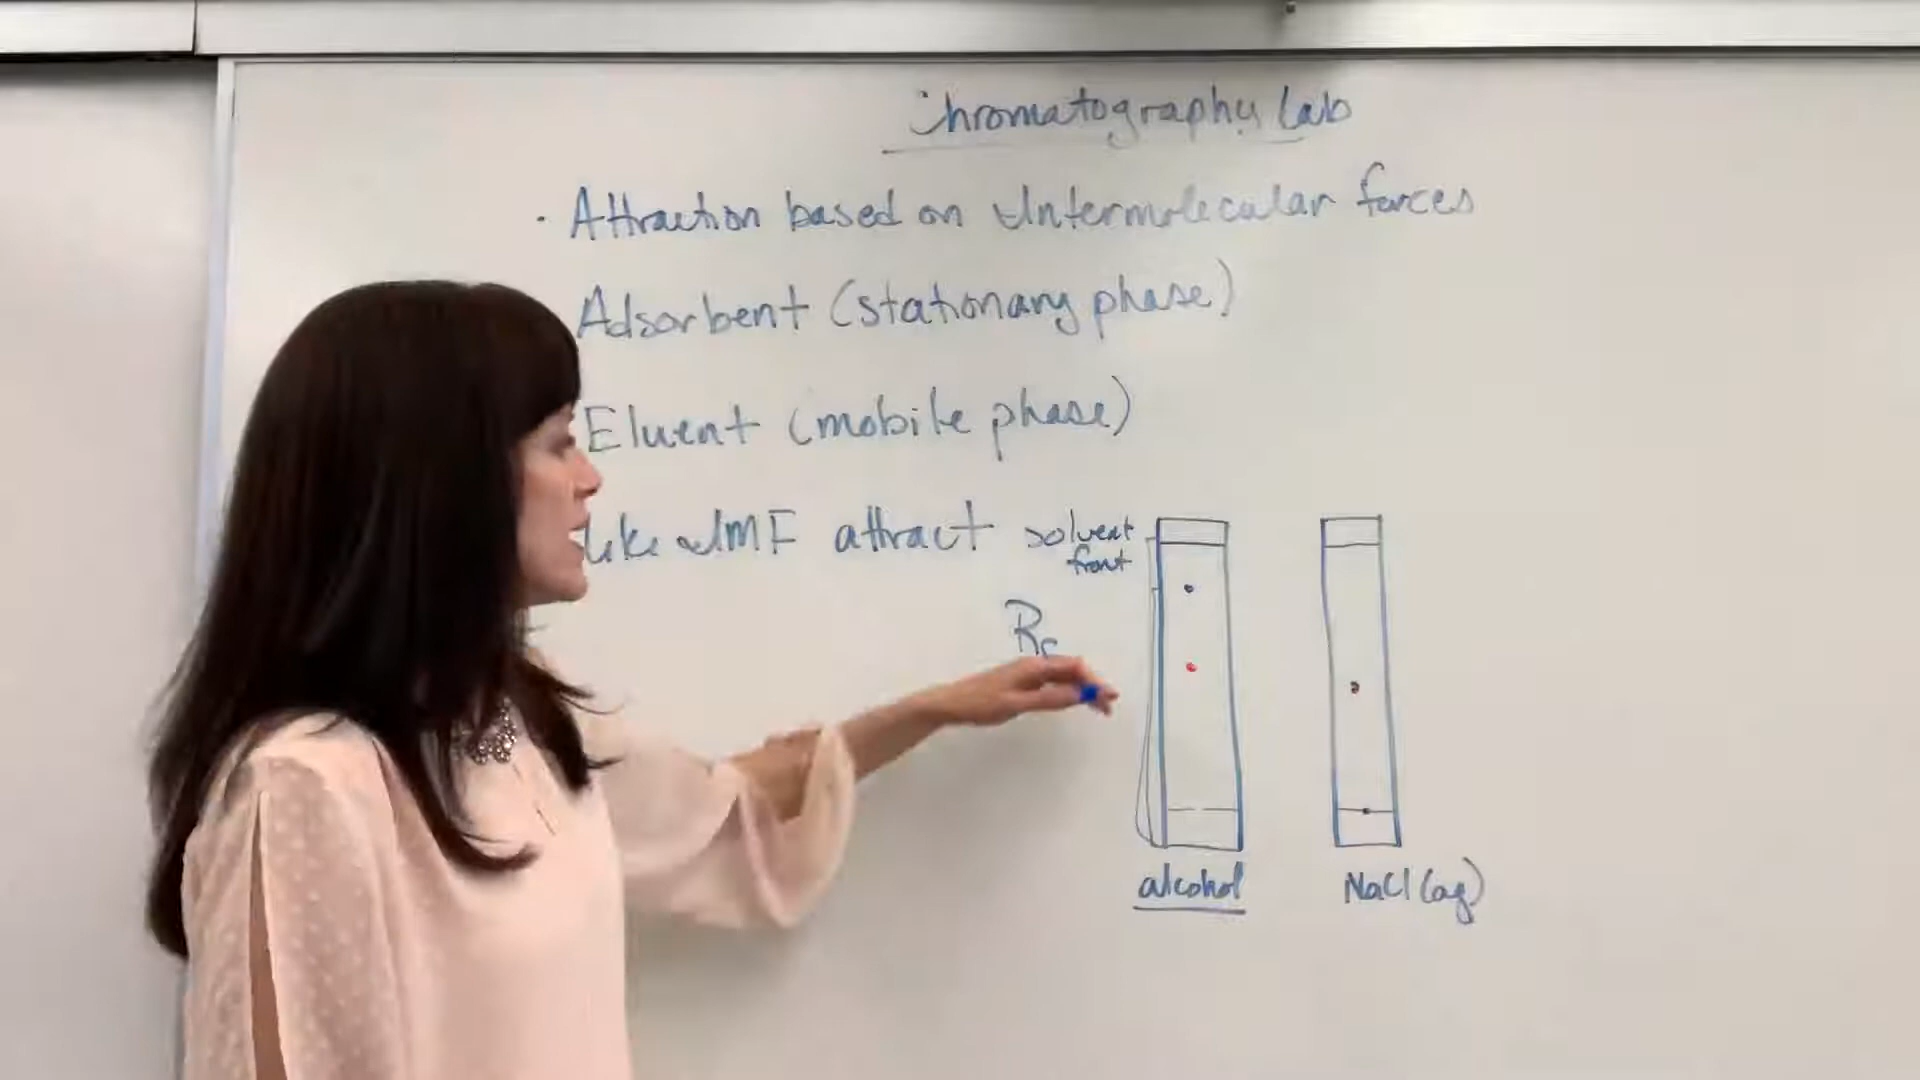 Chromatography Lab
· Attraction based on Intermolecular forces
Adsorbent (stationary phase)
Eluent (mobile phase)
Like IMF attract
solvent
front
Rf
alcohol
NaCl (aq)